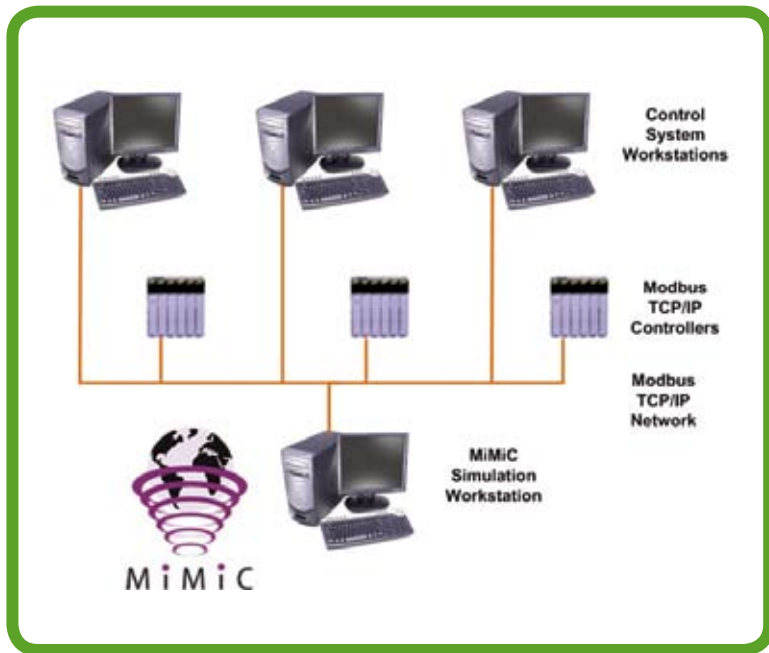 Control
System
Workstations
Modbus
TCP/IP
Controllers
Modbus
TCP/IP
Network
MiMiC
Simulation
Workstation
MiMiC